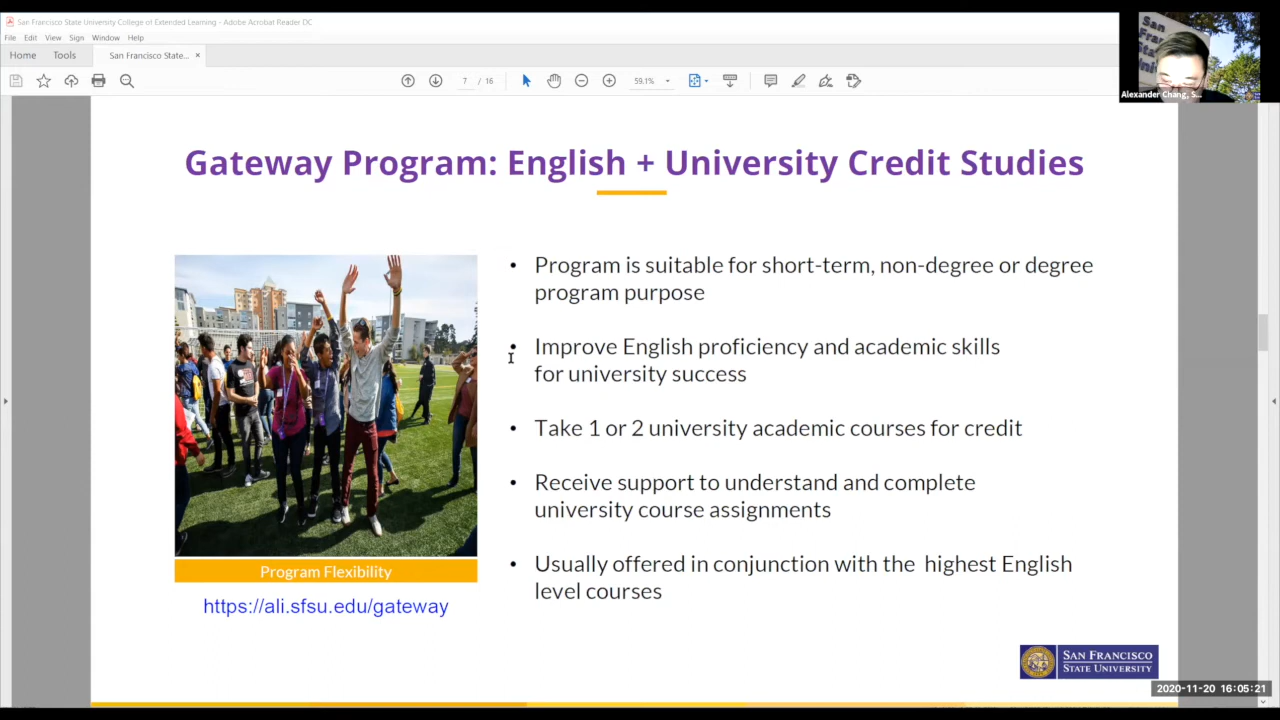 San Francisco State University College of Extended Learning - Adobe Acrobat Reader DC
File Edit View Sign Window Help
Home Tools San Francisco State... ×
7 / 16 59.1%
San
Alexander Chang, S...
Gateway Program: English + University Credit Studies
• Program is suitable for short-term, non-degree or degree
program purpose
• Improve English proficiency and academic skills
for university success
• Take 1 or 2 university academic courses for credit
• Receive support to understand and complete
university course assignments
• Usually offered in conjunction with the highest English
level courses
Program Flexibility
https://ali.sfsu.edu/gateway
SAN FRANCISCO
STATE UNIVERSITY
2020-11-20 16:05:21